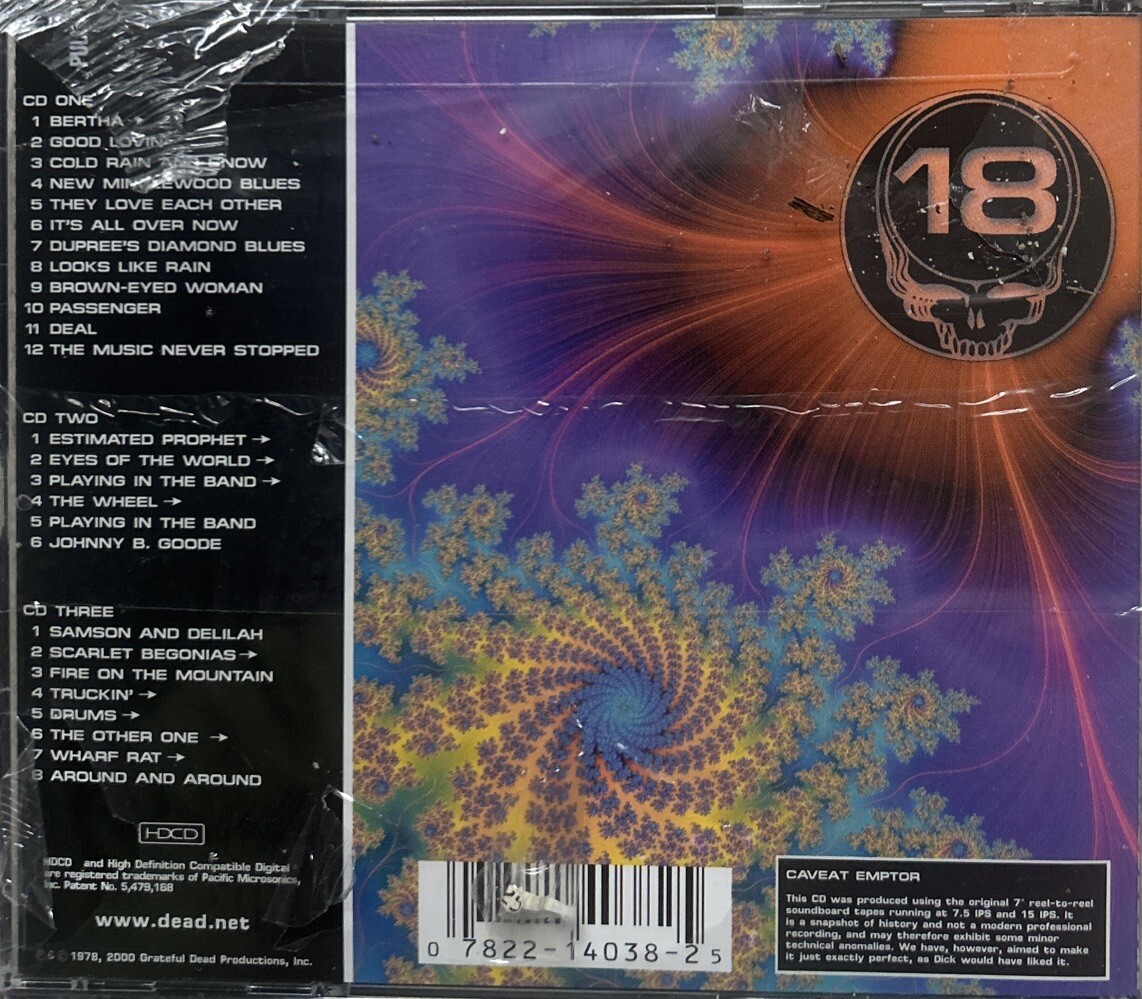 PUL
CD ONE
1 BERTHA
2 GOOD LOVIN
3 COLD RAIN AND SNOW
4 NEW MINGLEWOOD BLUES
5 THEY LOVE EACH OTHER
6 IT'S ALL OVER NOW
7 DUPREE'S DIAMOND BLUES
8 LOOKS LIKE RAIN
9 BROWN-EYED WOMAN
10 PASSENGER
11 DEAL
12 THE MUSIC NEVER STOPPED
CD TWO
1 ESTIMATED PROPHET →
2 EYES OF THE WORLD →
3 PLAYING IN THE BAND →
4 THE WHEEL →
5 PLAYING IN THE BAND
6 JOHNNY B. GOODE
CD THREE
1 SAMSON AND DELILAH
2 SCARLET BEGONIAS →
3 FIRE ON THE MOUNTAIN
4 TRUCKIN' →
5 DRUMS →
6 THE OTHER ONE →
7 WHARF RAT →
8 AROUND AND AROUND
HDCD
HDCD and High Definition Compatible Digital
are registered trademarks of Pacific Microsonics,
Inc. Patent No. 5,479,168
www.dead.net
℗ & © 1978, 2000 Grateful Dead Productions, Inc.
18
0 7822-14038-2 5
CAVEAT EMPTOR
This CD was produced using the original 7" reel-to-reel
soundboard tapes running at 7.5 IPS and 15 IPS. It
is a snapshot of history and not a modern professional
recording, and may therefore exhibit some minor
technical anomalies. We have, however, aimed to make
it just exactly perfect, as Dick would have liked it.